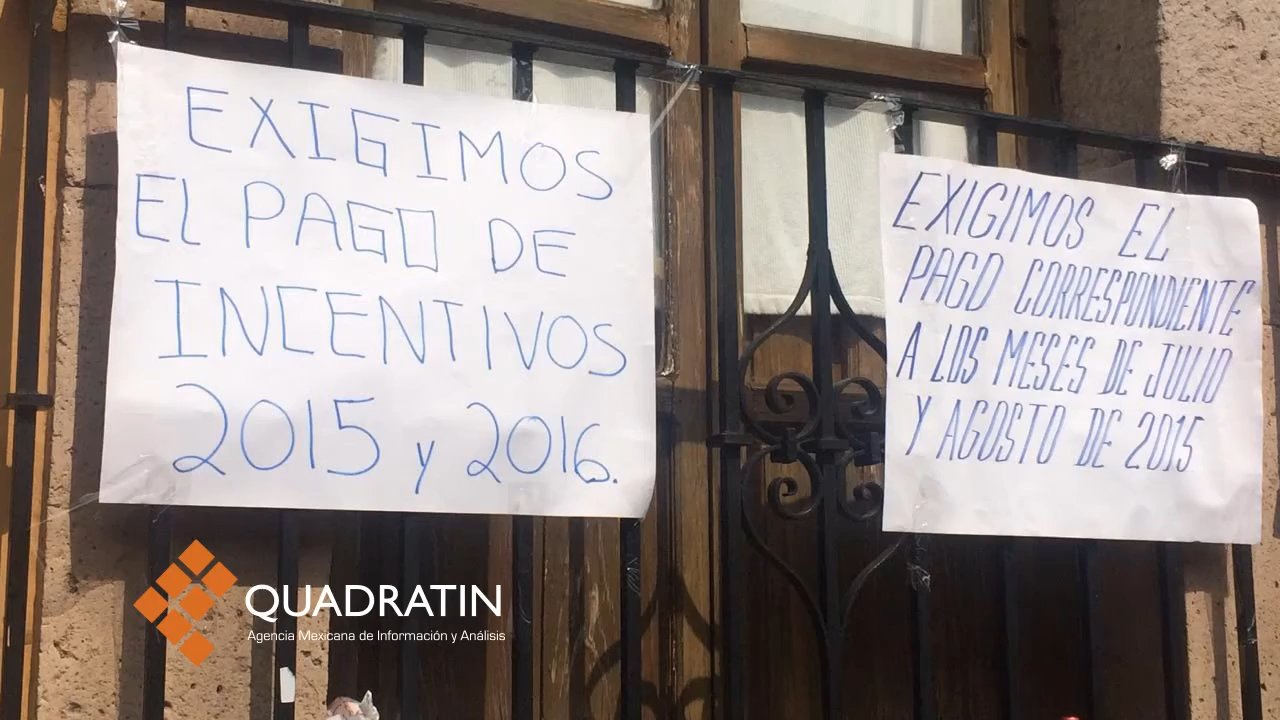 EXIGIMOS
EL PAGO DE
INCENTIVOS
2015 y 2016.
EXIGIMOS EL
PAGO CORRESPONDIENTE
A LOS MESES DE JULIO
Y AGOSTO DE 2015
QUADRATIN
Agencia Mexicana de Información y Análisis